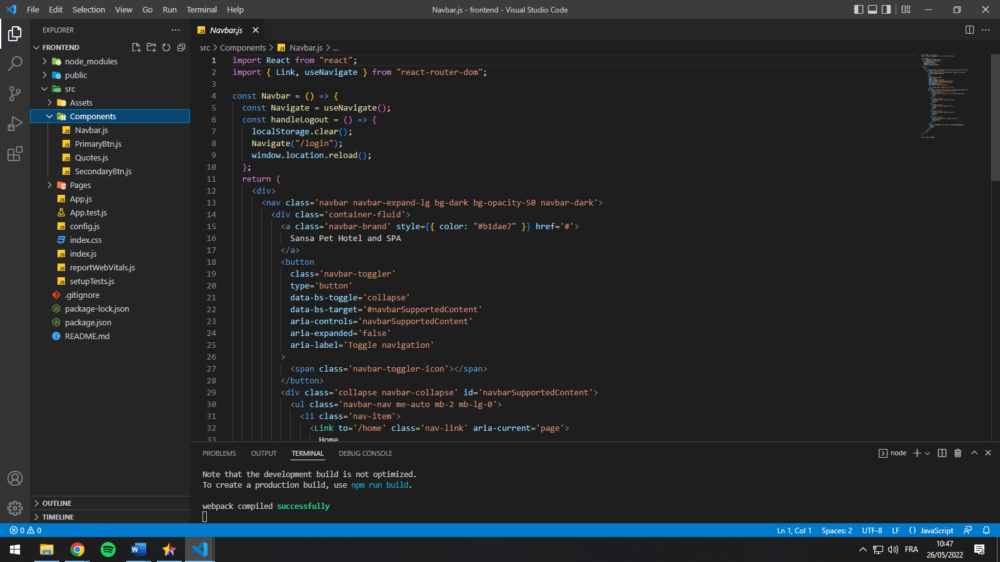 File Edit Selection View Go Run Terminal Help
Navbar.js - frontend - Visual Studio Code
EXPLORER
FRONTEND
node_modules
public
src
Assets
Components
Navbar.js
PrimaryBtn.js
Quotes.js
SecondaryBtn.js
Pages
App.js
App.test.js
config.js
index.css
index.js
reportWebVitals.js
setupTests.js
.gitignore
package-lock.json
package.json
README.md
OUTLINE
TIMELINE
Navbar.js
src > Components > Navbar.js > ...
1 import React from "react";
2 import { Link, useNavigate } from "react-router-dom";
3
4 const Navbar = () => {
5 const Navigate = useNavigate();
6 const handleLogout = () => {
7 localStorage.clear();
8 Navigate("/login");
9 window.location.reload();
10 };
11 return (
12 <div>
13 <nav class='navbar navbar-expand-lg bg-dark bg-opacity-50 navbar-dark'>
14 <div class='container-fluid'>
15 <a class='navbar-brand' style={{ color: "#b1dae7" }} href='#'>
16 Sansa Pet Hotel and SPA
17 </a>
18 <button
19 class='navbar-toggler'
20 type='button'
21 data-bs-toggle='collapse'
22 data-bs-target='#navbarSupportedContent'
23 aria-controls='navbarSupportedContent'
24 aria-expanded='false'
25 aria-label='Toggle navigation'
26 >
27 <span class='navbar-toggler-icon'></span>
28 </button>
29 <div class='collapse navbar-collapse' id='navbarSupportedContent'>
30 <ul class='navbar-nav me-auto mb-2 mb-lg-0'>
31 <li class='nav-item'>
32 <Link to='/home' class='nav-link' aria-current='page'>
33 Home
PROBLEMS OUTPUT TERMINAL DEBUG CONSOLE
node
Note that the development build is not optimized.
To create a production build, use npm run build.
webpack compiled successfully
0 0
Ln 1, Col 1 Spaces: 2 UTF-8 LF {} JavaScript
FRA
10:47
26/05/2022